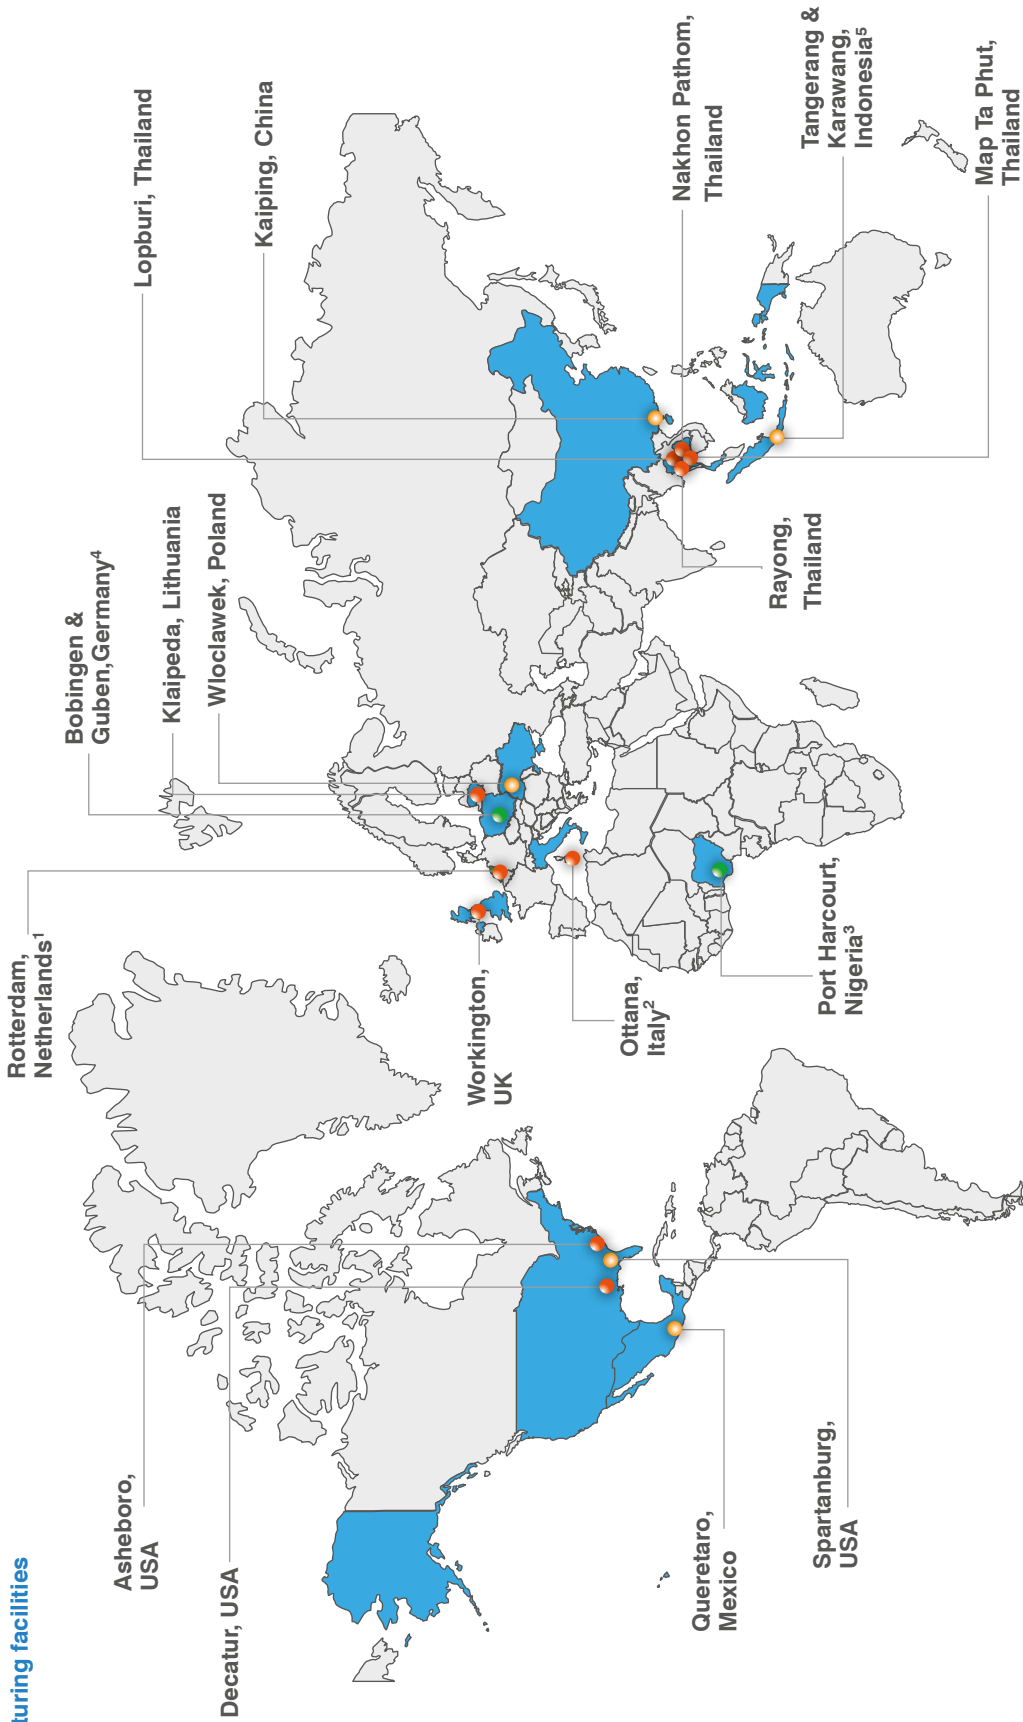 turing facilities
Asheboro,
USA
Decatur, USA
Queretaro,
Mexico
Spartanburg,
USA
Rotterdam,
Netherlands¹
Workington,
UK
Ottana,
Italy²
Port Harcourt,
Nigeria³
Bobingen &
Guben,Germany⁴
Klaipeda, Lithuania
Wloclawek, Poland
Lopburi, Thailand
Kaiping, China
Rayong,
Thailand
Nakhon Pathom,
Thailand
Tangerang &
Karawang,
Indonesia⁵
Map Ta Phut,
Thailand